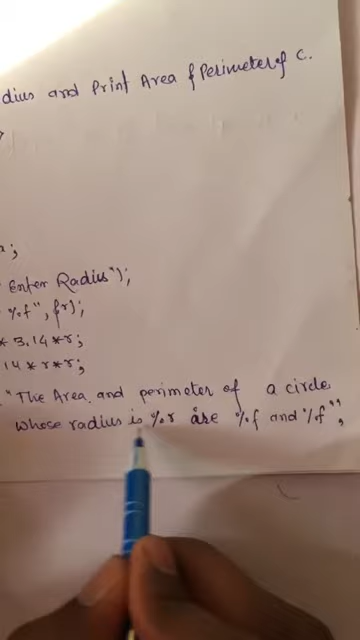 dius and Print Area & Perimeter of C.
;
Enter Radius");
%f", &r);
* 3.14*r;
14*r*r;
"The Area and perimeter of a circle
whose radius is %r are %f and %f",